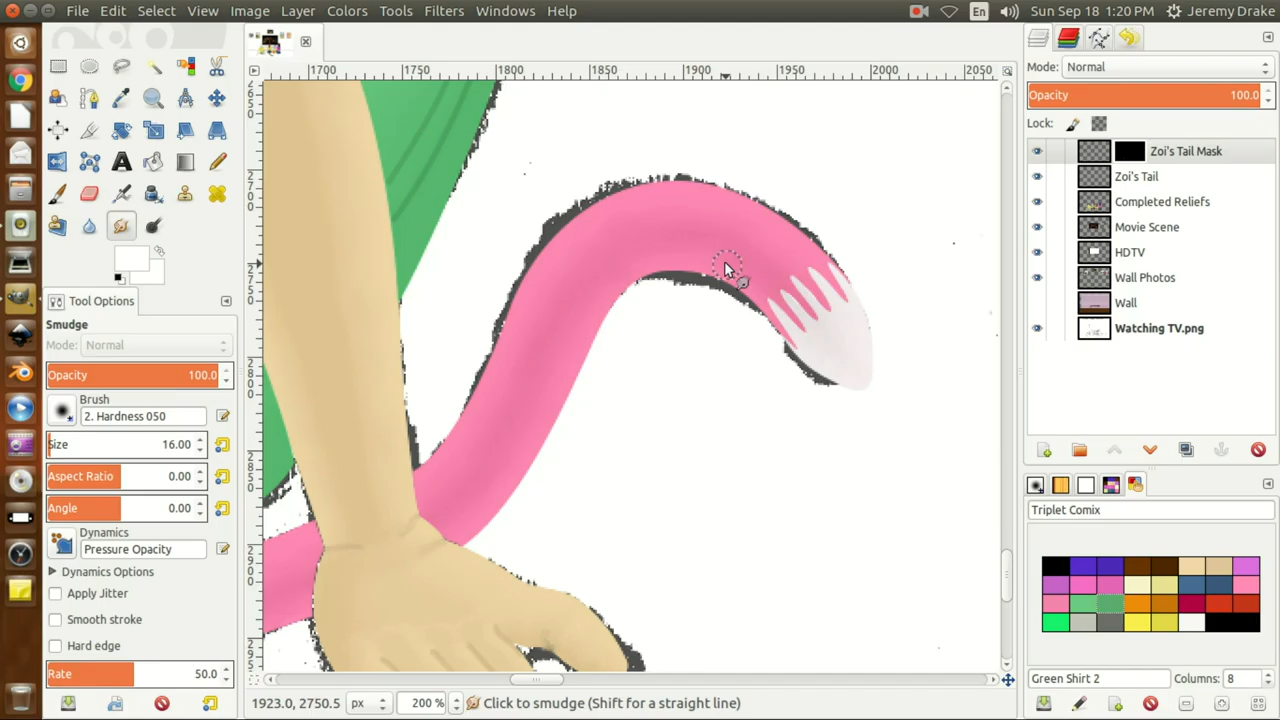 File Edit Select View Image Layer Colors Tools Filters Windows Help
En Sun Sep 18 1:20 PM Jeremy Drake
1700 1750 1800 1850 1900 1950 2000 2050
Mode: Normal
Opacity 100.0
Lock:
Zoi's Tail Mask
Zoi's Tail
Completed Reliefs
Movie Scene
HDTV
Wall Photos
Wall
Watching TV.png
Tool Options
Smudge
Mode: Normal
Opacity 100.0
Brush
2. Hardness 050
Size 16.00
Aspect Ratio 0.00
Angle 0.00
Dynamics
Pressure Opacity
Dynamics Options
Apply Jitter
Smooth stroke
Hard edge
Rate 50.0
Triplet Comix
Green Shirt 2 Columns: 8
1923.0, 2750.5 px 200 % Click to smudge (Shift for a straight line)